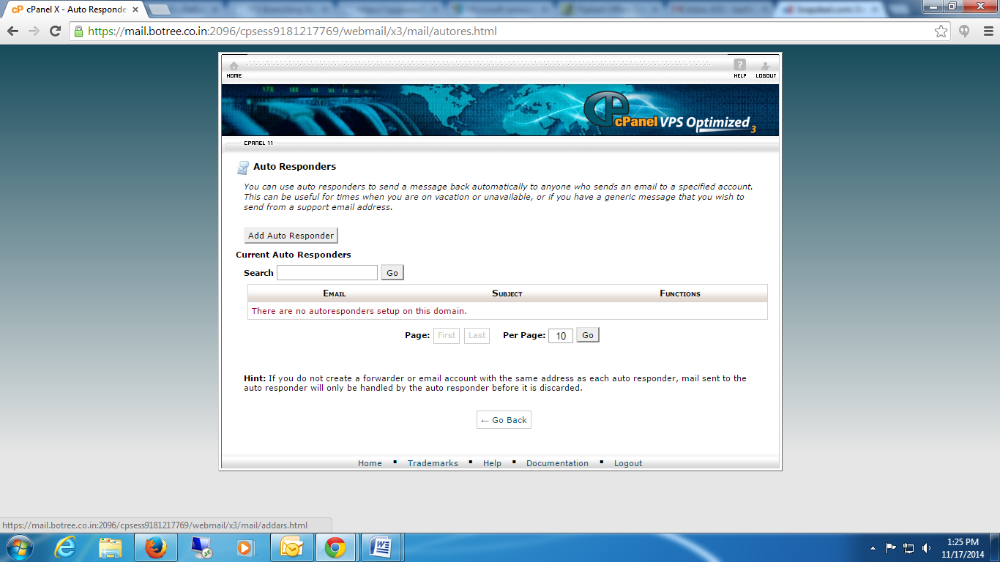 cPanel X - Auto Responde
https://mail.botree.co.in:2096/cpsess9181217769/webmail/x3/mail/autores.html
HOME
HELP
LOGOUT
cPanel VPS Optimized 3
CPANEL 11
Auto Responders
You can use auto responders to send a message back automatically to anyone who sends an email to a specified account.
This can be useful for times when you are on vacation or unavailable, or if you have a generic message that you wish to
send from a support email address.
Add Auto Responder
Current Auto Responders
Search Go
Email Subject Functions
There are no autoresponders setup on this domain.
Page: First Last Per Page: 10 Go
Hint: If you do not create a forwarder or email account with the same address as each auto responder, mail sent to the
auto responder will only be handled by the auto responder before it is discarded.
← Go Back
Home ▪ Trademarks ▪ Help ▪ Documentation ▪ Logout
https://mail.botree.co.in:2096/cpsess9181217769/webmail/x3/mail/addars.html
1:25 PM
11/17/2014